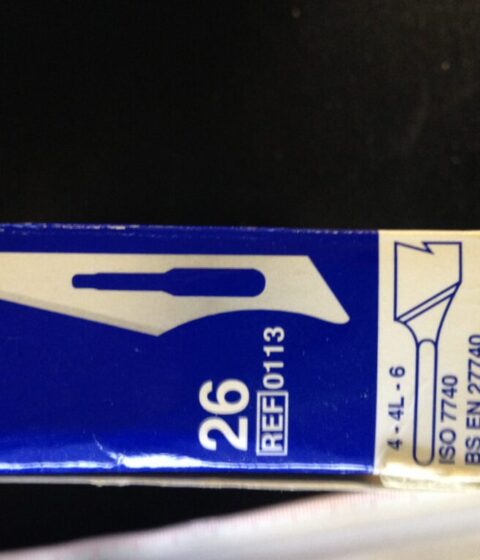 26
REF 0113
4 - 4L - 6
ISO 7740
BS EN 27740